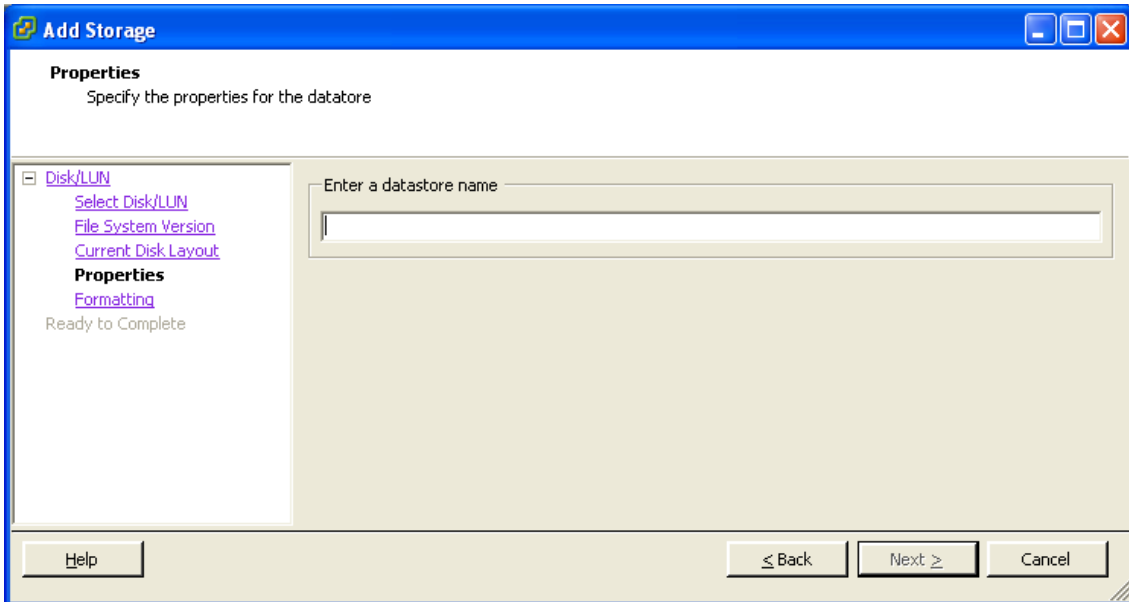 Add Storage
Properties
Specify the properties for the datatore
Disk/LUN
Select Disk/LUN
File System Version
Current Disk Layout
Properties
Formatting
Ready to Complete
Enter a datastore name
Help
< Back
Next >
Cancel